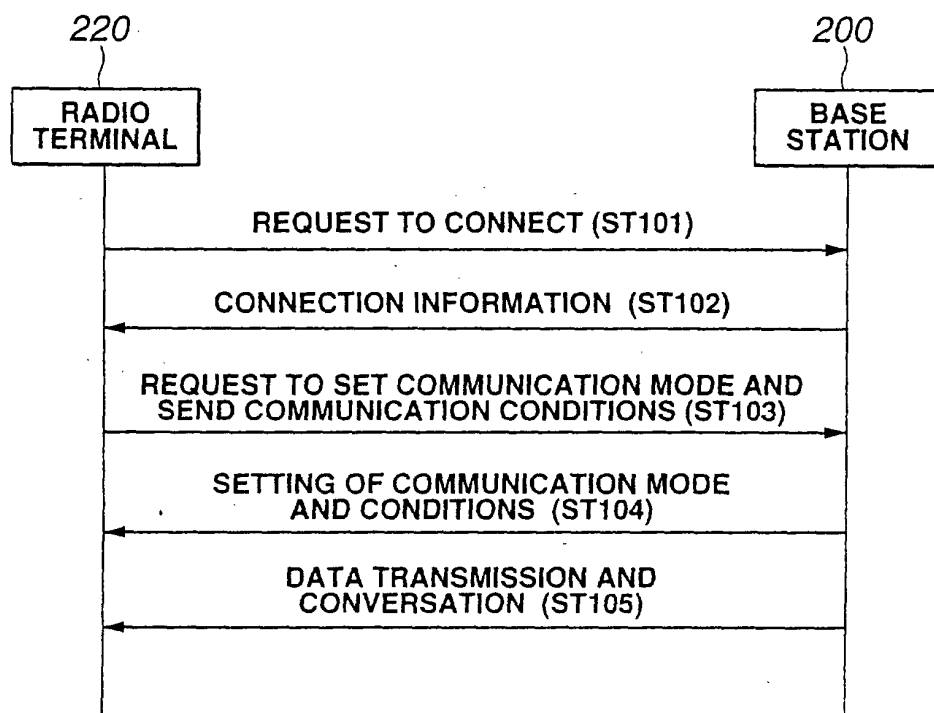 220
200
RADIO
TERMINAL
BASE
STATION
REQUEST TO CONNECT (ST101)
CONNECTION INFORMATION (ST102)
REQUEST TO SET COMMUNICATION MODE AND
SEND COMMUNICATION CONDITIONS (ST103)
SETTING OF COMMUNICATION MODE
AND CONDITIONS (ST104)
DATA TRANSMISSION AND
CONVERSATION (ST105)